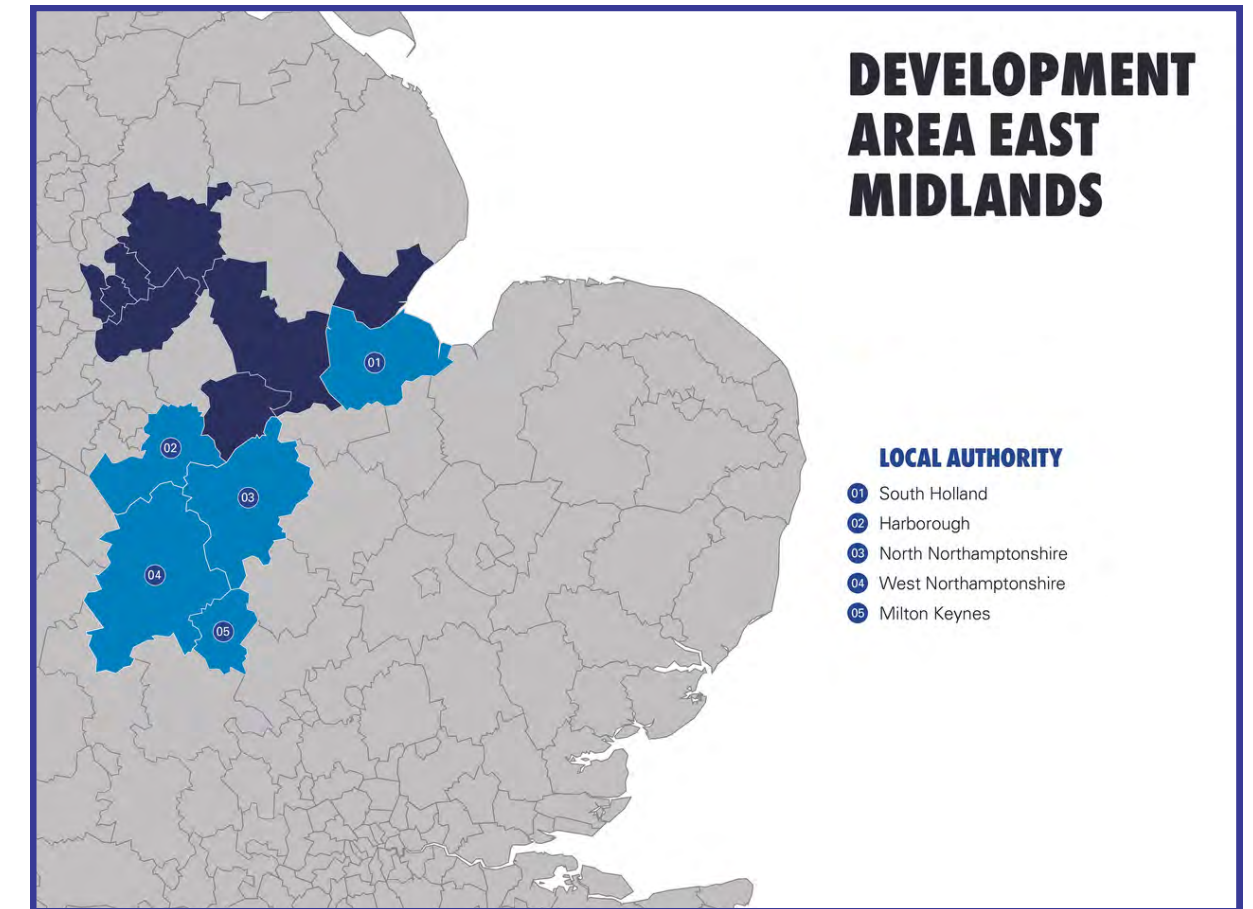 DEVELOPMENT
AREA EAST
MIDLANDS
LOCAL AUTHORITY
01 South Holland
02 Harborough
03 North Northamptonshire
04 West Northamptonshire
05 Milton Keynes
01
02
03
04
05